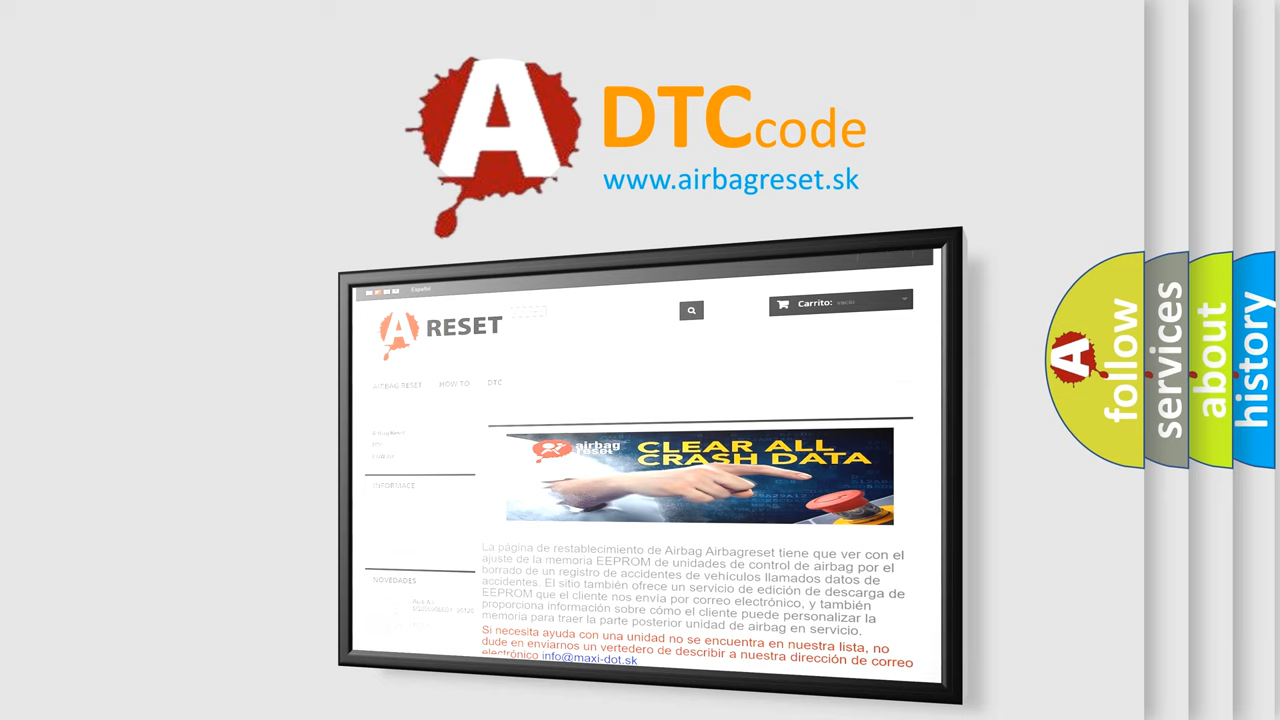 A DTCcode
www.airbagreset.sk
Español
A RESET
Carrito: vacío
AIRBAG RESET HOW TO DTC
INFORMACE
NOVEDADES
airbag
reset
CLEAR ALL
CRASH DATA
La página de restablecimiento de Airbag Airbagreset tiene que ver con el
ajuste de la memoria EEPROM de unidades de control de airbag por el
borrado de un registro de accidentes de vehículos llamados datos de
accidentes. El sitio también ofrece un servicio de edición de descarga de
EEPROM que el cliente nos envía por correo electrónico, y también
proporciona información sobre cómo el cliente puede personalizar la
memoria para traer la parte posterior unidad de airbag en servicio.
Si necesita ayuda con una unidad no se encuentra en nuestra lista, no
dude en enviarnos un vertedero de describir a nuestra dirección de correo
electrónico info@maxi-dot.sk
A follow
services
about
history